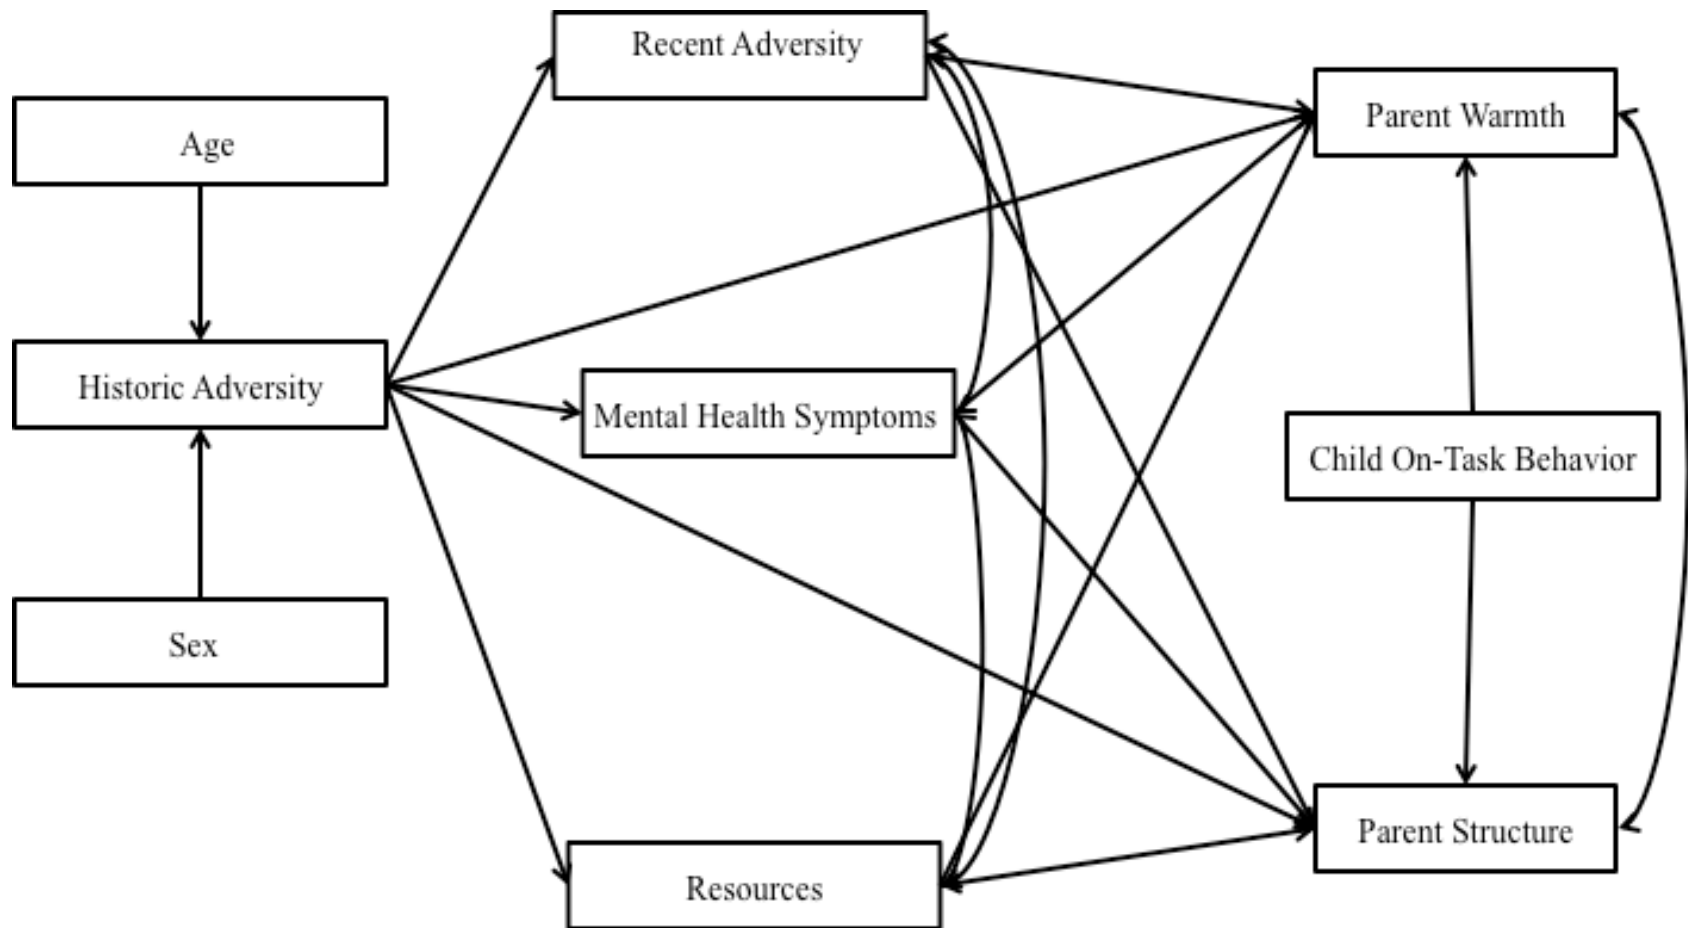 Recent Adversity
Parent Warmth
Age
Historic Adversity
Mental Health Symptoms
Child On-Task Behavior
Sex
Parent Structure
Resources